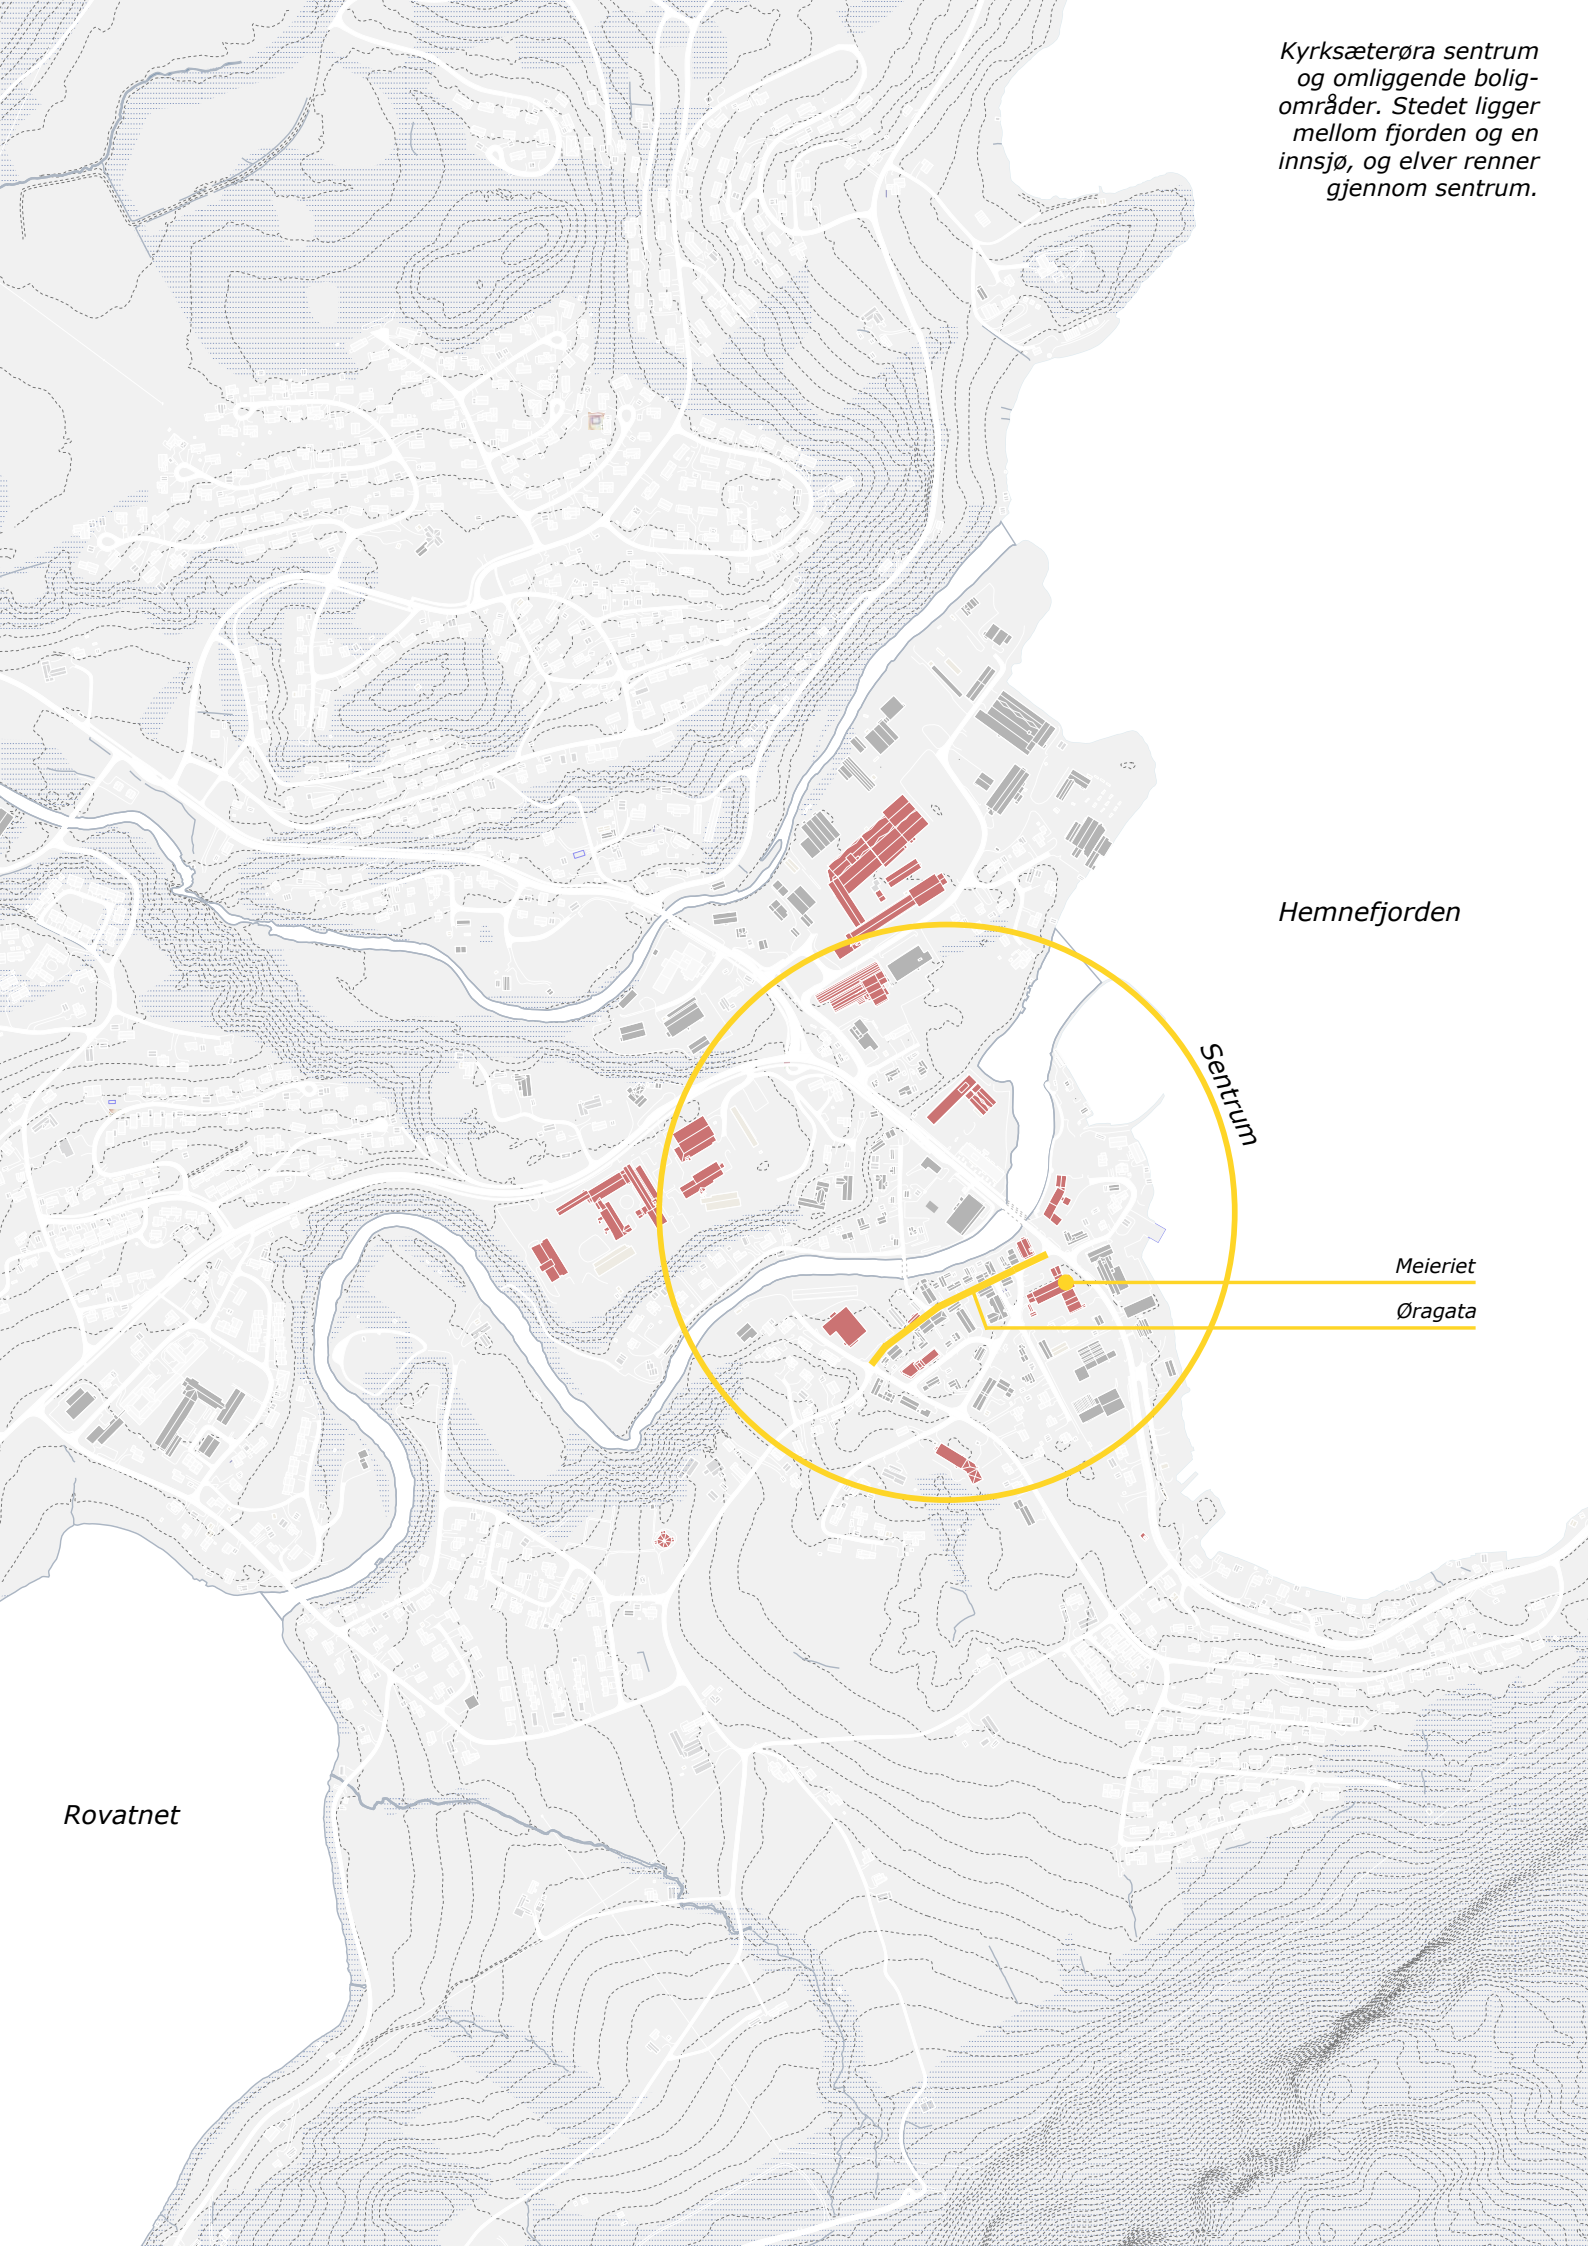 Kyrksæterøra sentrum
og omliggende bolig-
områder. Stedet ligger
mellom fjorden og en
innsjø, og elver renner
gjennom sentrum.
Hemnefjorden
Sentrum
Meieriet
Øragata
Rovatnet